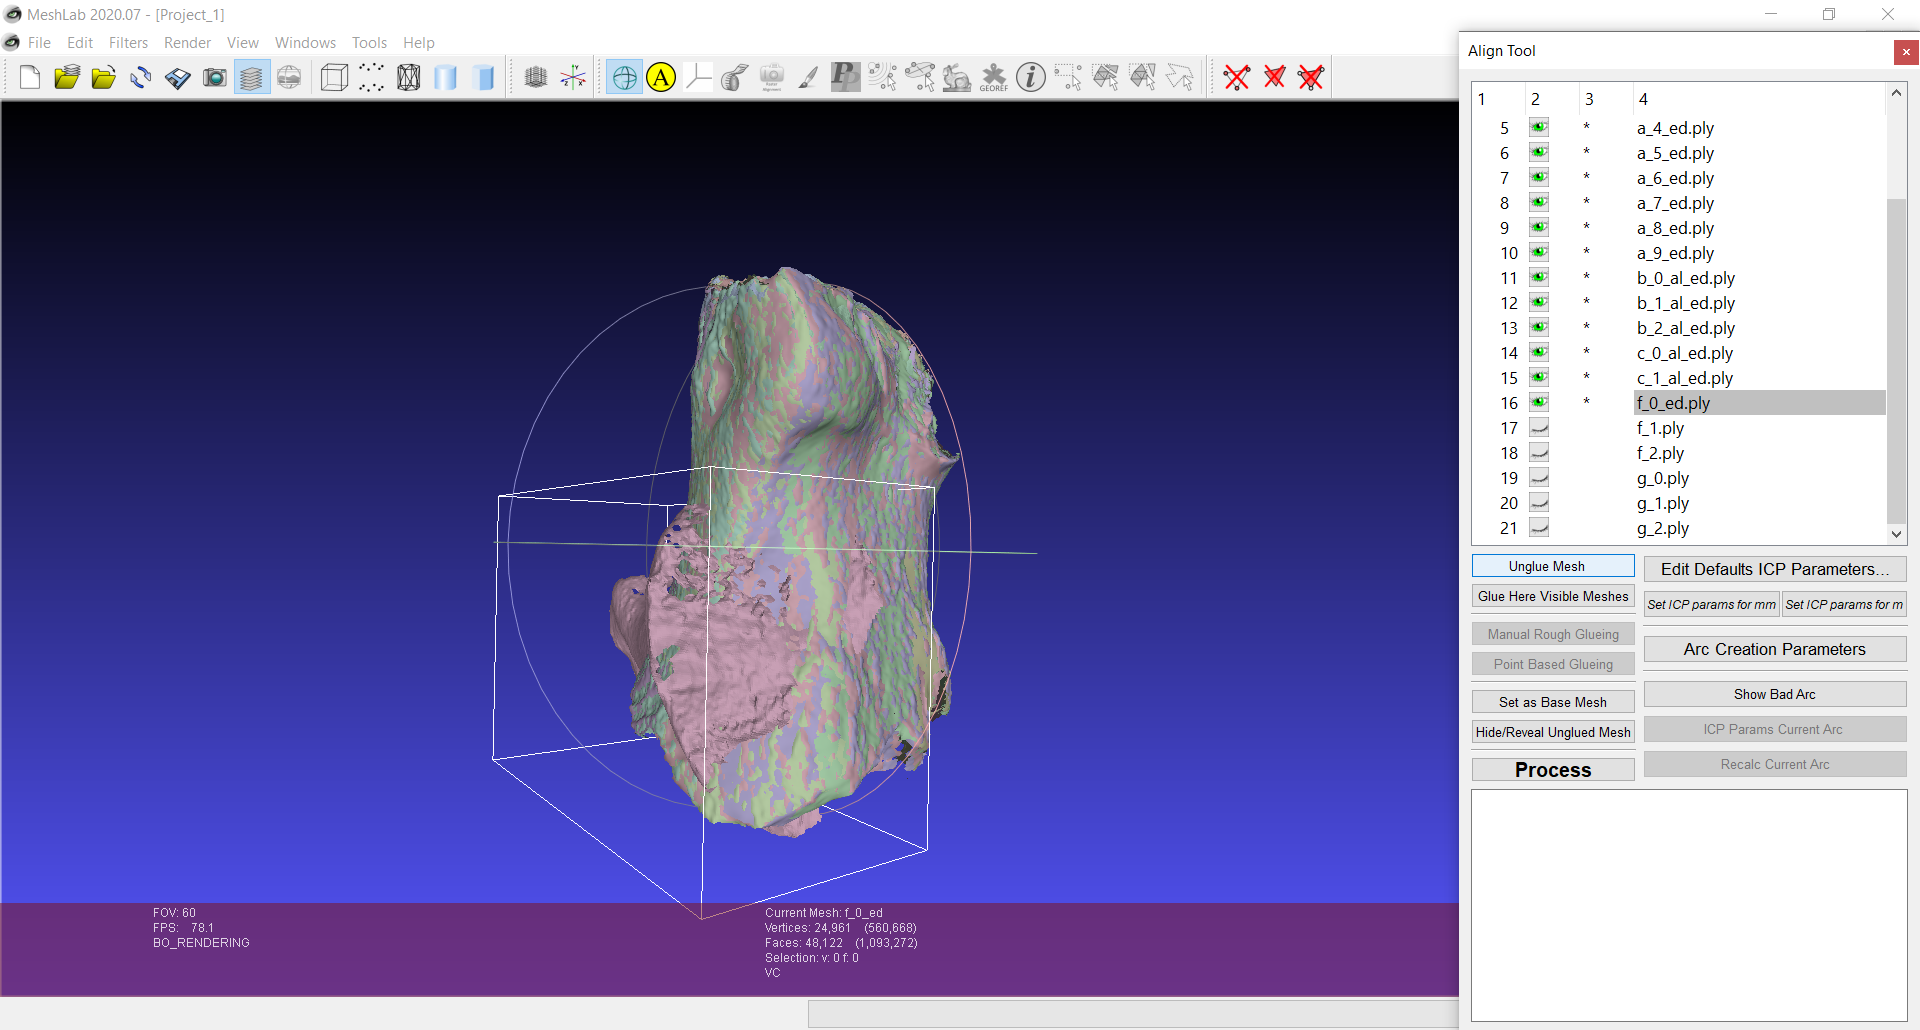 MeshLab 2020.07 - [Project_1]
File Edit Filters Render View Windows Tools Help
A
GEOREF
Align Tool
1 2 3 4
5 * a_4_ed.ply
6 * a_5_ed.ply
7 * a_6_ed.ply
8 * a_7_ed.ply
9 * a_8_ed.ply
10 * a_9_ed.ply
11 * b_0_al_ed.ply
12 * b_1_al_ed.ply
13 * b_2_al_ed.ply
14 * c_0_al_ed.ply
15 * c_1_al_ed.ply
16 * f_0_ed.ply
17 f_1.ply
18 f_2.ply
19 g_0.ply
20 g_1.ply
21 g_2.ply
Unglue Mesh
Glue Here Visible Meshes
Manual Rough Glueing
Point Based Glueing
Set as Base Mesh
Hide/Reveal Unglued Mesh
Process
Edit Defaults ICP Parameters...
Set ICP params for mm Set ICP params for m
Arc Creation Parameters
Show Bad Arc
ICP Params Current Arc
Recalc Current Arc
FOV: 60
FPS: 78.1
BO_RENDERING
Current Mesh: f_0_ed
Vertices: 24,961 (560,668)
Faces: 48,122 (1,093,272)
Selection: v: 0 f: 0
VC